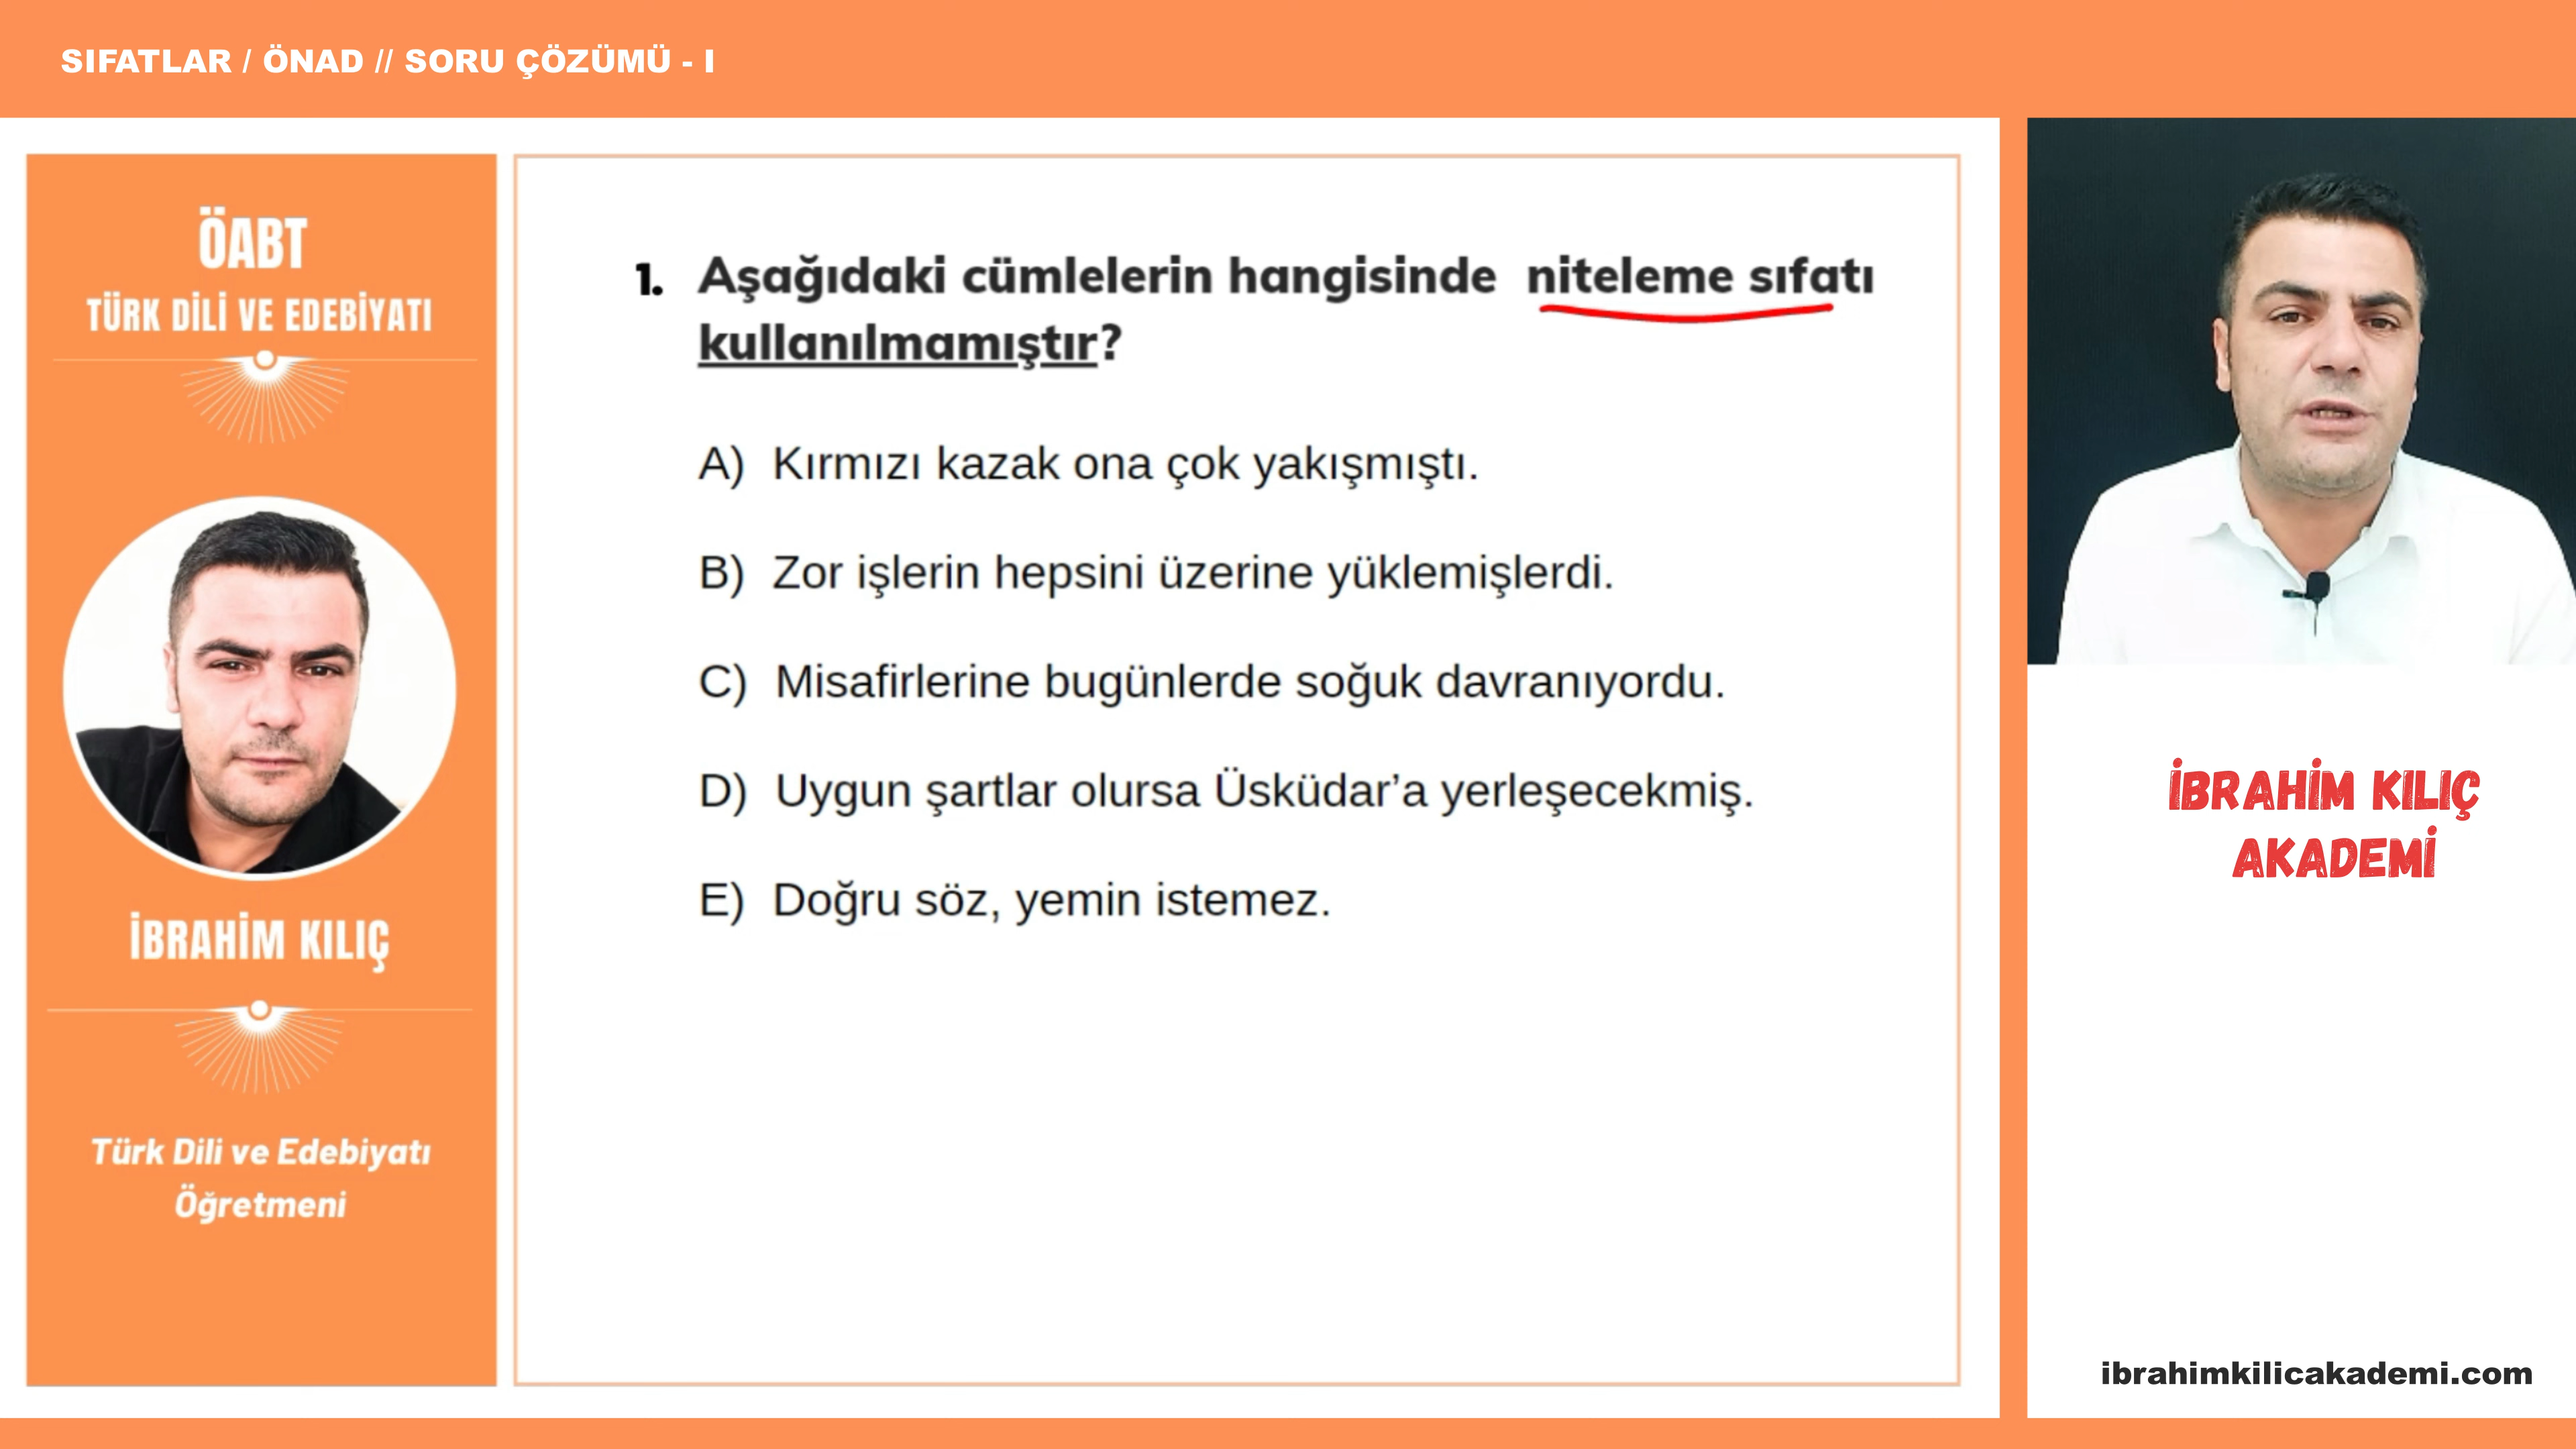 SIFATLAR / ÖNAD // SORU ÇÖZÜMÜ - I
ÖABT
TÜRK DİLİ VE EDEBİYATI
İBRAHİM KILIÇ
Türk Dili ve Edebiyatı
Öğretmeni
1. Aşağıdaki cümlelerin hangisinde niteleme sıfatı
kullanılmamıştır?
A) Kırmızı kazak ona çok yakışmıştı.
B) Zor işlerin hepsini üzerine yüklemişlerdi.
C) Misafirlerine bugünlerde soğuk davranıyordu.
D) Uygun şartlar olursa Üsküdar’a yerleşecekmiş.
E) Doğru söz, yemin istemez.
İBRAHİM KILIÇ
AKADEMİ
ibrahimkilicakademi.com